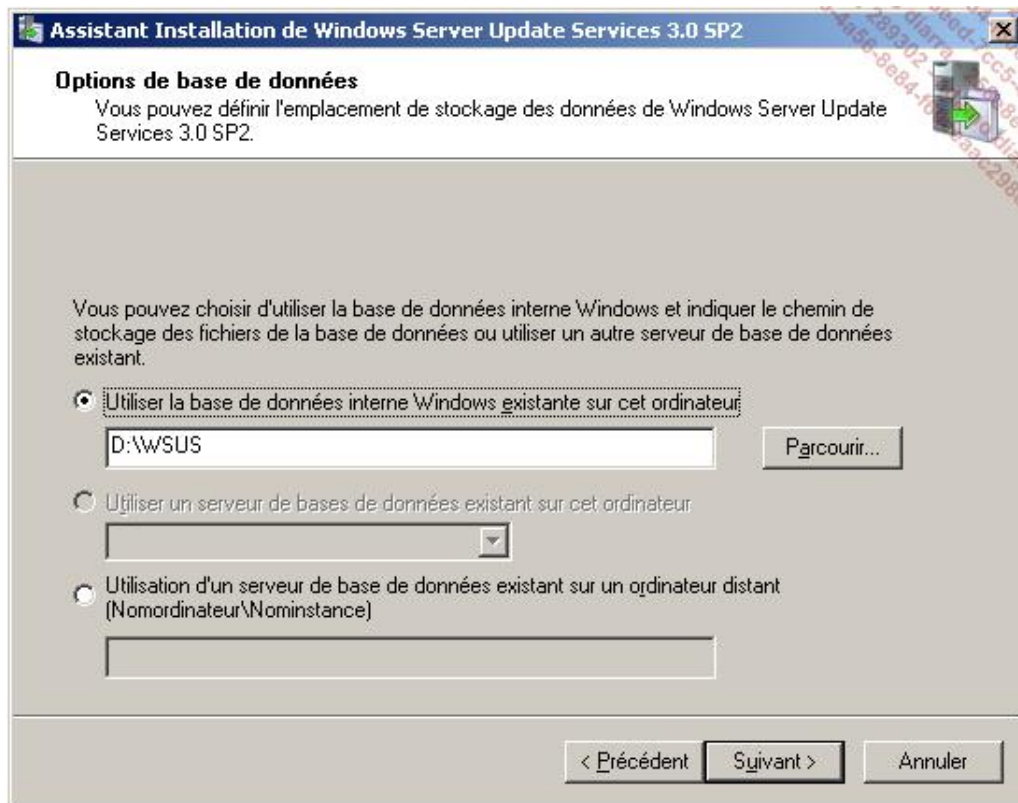 Assistant Installation de Windows Server Update Services 3.0 SP2
Options de base de données
Vous pouvez définir l'emplacement de stockage des données de Windows Server Update
Services 3.0 SP2.
Vous pouvez choisir d'utiliser la base de données interne Windows et indiquer le chemin de
stockage des fichiers de la base de données ou utiliser un autre serveur de base de données
existant.
Utiliser la base de données interne Windows existante sur cet ordinateur
D:\WSUS
Parcourir...
Utiliser un serveur de bases de données existant sur cet ordinateur
Utilisation d'un serveur de base de données existant sur un ordinateur distant
(Nomordinateur\Nominstance)
< Précédent
Suivant >
Annuler